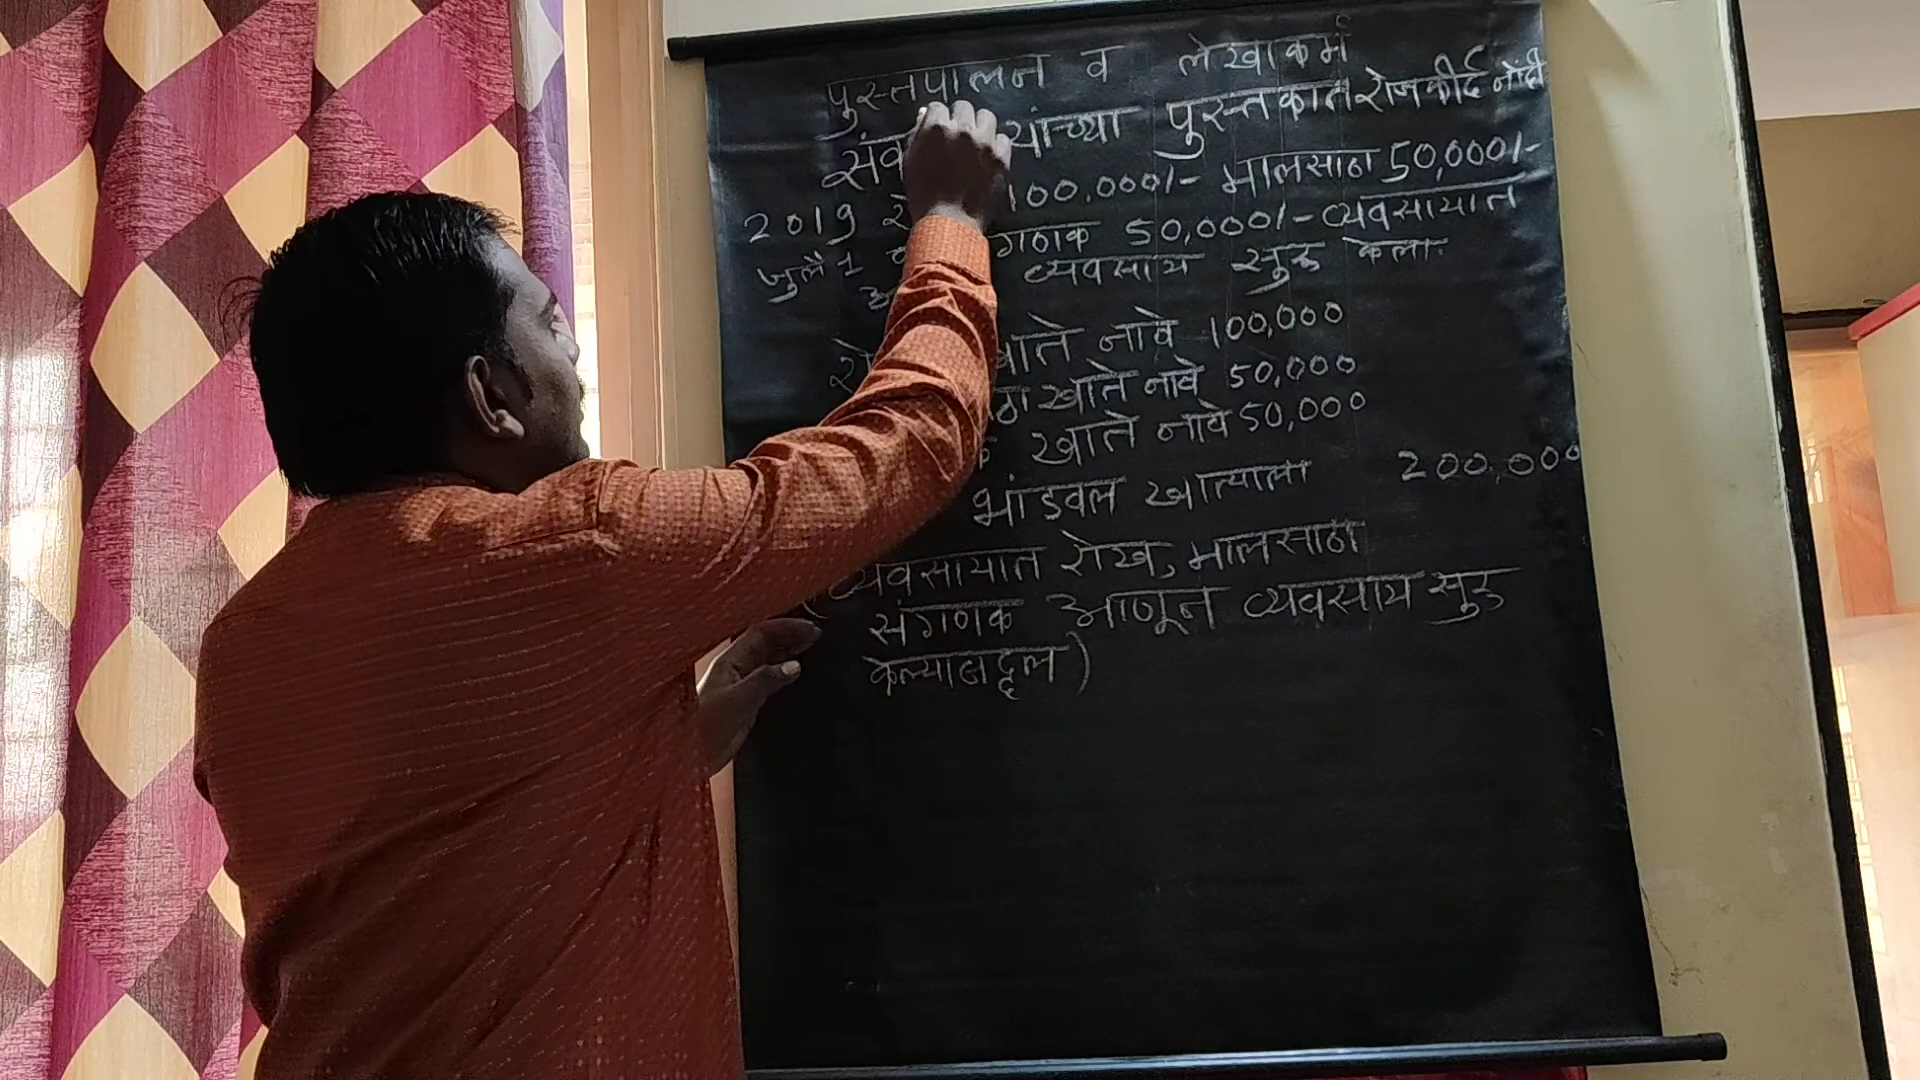 पुस्तपालन व लेखाकर्म
यांच्या पुस्तकात रोजकीर्द नोंदी
2019 100,000/- मालसाठा 50,000/-
जुलै 1 50,000/- व्यवसायात
व्यवसाय सुरु केला.
खाते नावे 100,000
खाते नावे 50,000
खाते नावे 50,000
भांडवल खात्याला 200,000
व्यवसायात रोख, मालसाठा
संगणक आणून व्यवसाय सुरु
केल्याबद्दल)